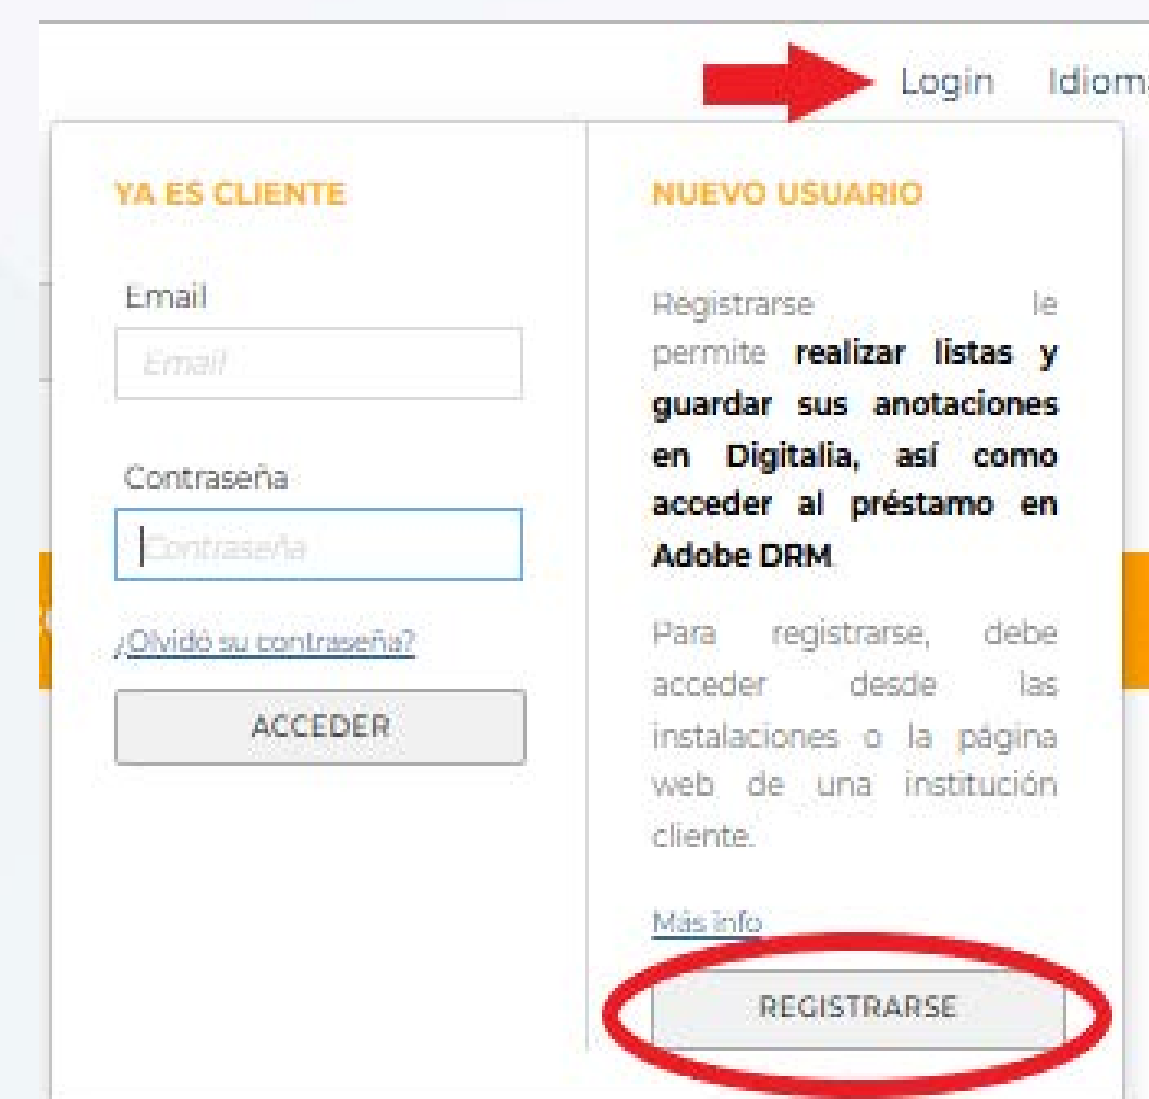 Login Idioma
YA ES CLIENTE
Email
Email
Contraseña
Contraseña
¿Olvidó su contraseña?
ACCEDER
NUEVO USUARIO
Registrarse le
permite realizar listas y
guardar sus anotaciones
en Digitalia, así como
acceder al préstamo en
Adobe DRM
Para registrarse, debe
acceder desde las
instalaciones o la página
web de una institución
cliente.
Más info
REGISTRARSE